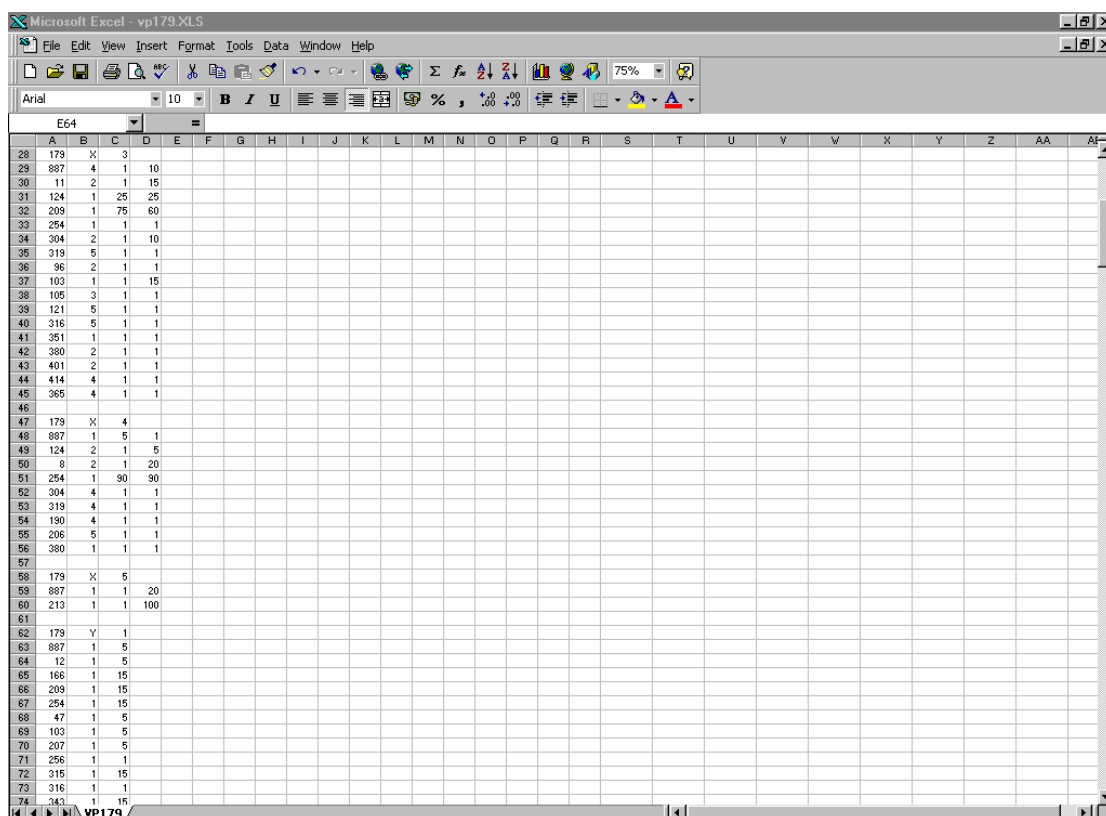 Microsoft Excel - vp179.XLS
File Edit View Insert Format Tools Data Window Help
75%
Arial 10 B I U % ,
E64 =
A B C D E F G H I J K L M N O P Q R S T U V W X Y Z AA
28 179 X 3
29 887 4 1 10
30 11 2 1 15
31 124 1 25 25
32 209 1 75 60
33 254 1 1 1
34 304 2 1 10
35 319 5 1 1
36 96 2 1 1
37 103 1 1 15
38 105 3 1 1
39 121 5 1 1
40 316 5 1 1
41 351 1 1 1
42 380 2 1 1
43 401 2 1 1
44 414 4 1 1
45 365 4 1 1
46
47 179 X 4
48 887 1 5 1
49 124 2 1 5
50 8 2 1 20
51 254 1 90 90
52 304 4 1 1
53 319 4 1 1
54 190 4 1 1
55 206 5 1 1
56 380 1 1 1
57
58 179 X 5
59 887 1 1 20
60 213 1 1 100
61
62 179 Y 1
63 887 1 5
64 12 1 5
65 166 1 15
66 209 1 15
67 254 1 15
68 47 1 5
69 103 1 5
70 207 1 5
71 256 1 1
72 315 1 15
73 316 1 1
74 343 1 15
VP179